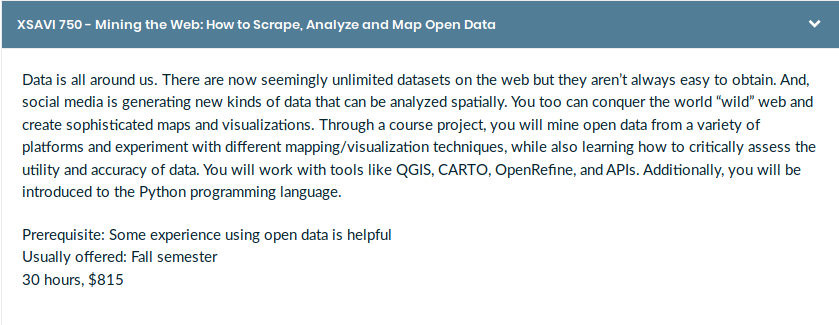 XSAVI 750 - Mining the Web: How to Scrape, Analyze and Map Open Data
Data is all around us. There are now seemingly unlimited datasets on the web but they aren’t always easy to obtain. And,
social media is generating new kinds of data that can be analyzed spatially. You too can conquer the world “wild” web and
create sophisticated maps and visualizations. Through a course project, you will mine open data from a variety of
platforms and experiment with different mapping/visualization techniques, while also learning how to critically assess the
utility and accuracy of data. You will work with tools like QGIS, CARTO, OpenRefine, and APIs. Additionally, you will be
introduced to the Python programming language.
Prerequisite: Some experience using open data is helpful
Usually offered: Fall semester
30 hours, $815